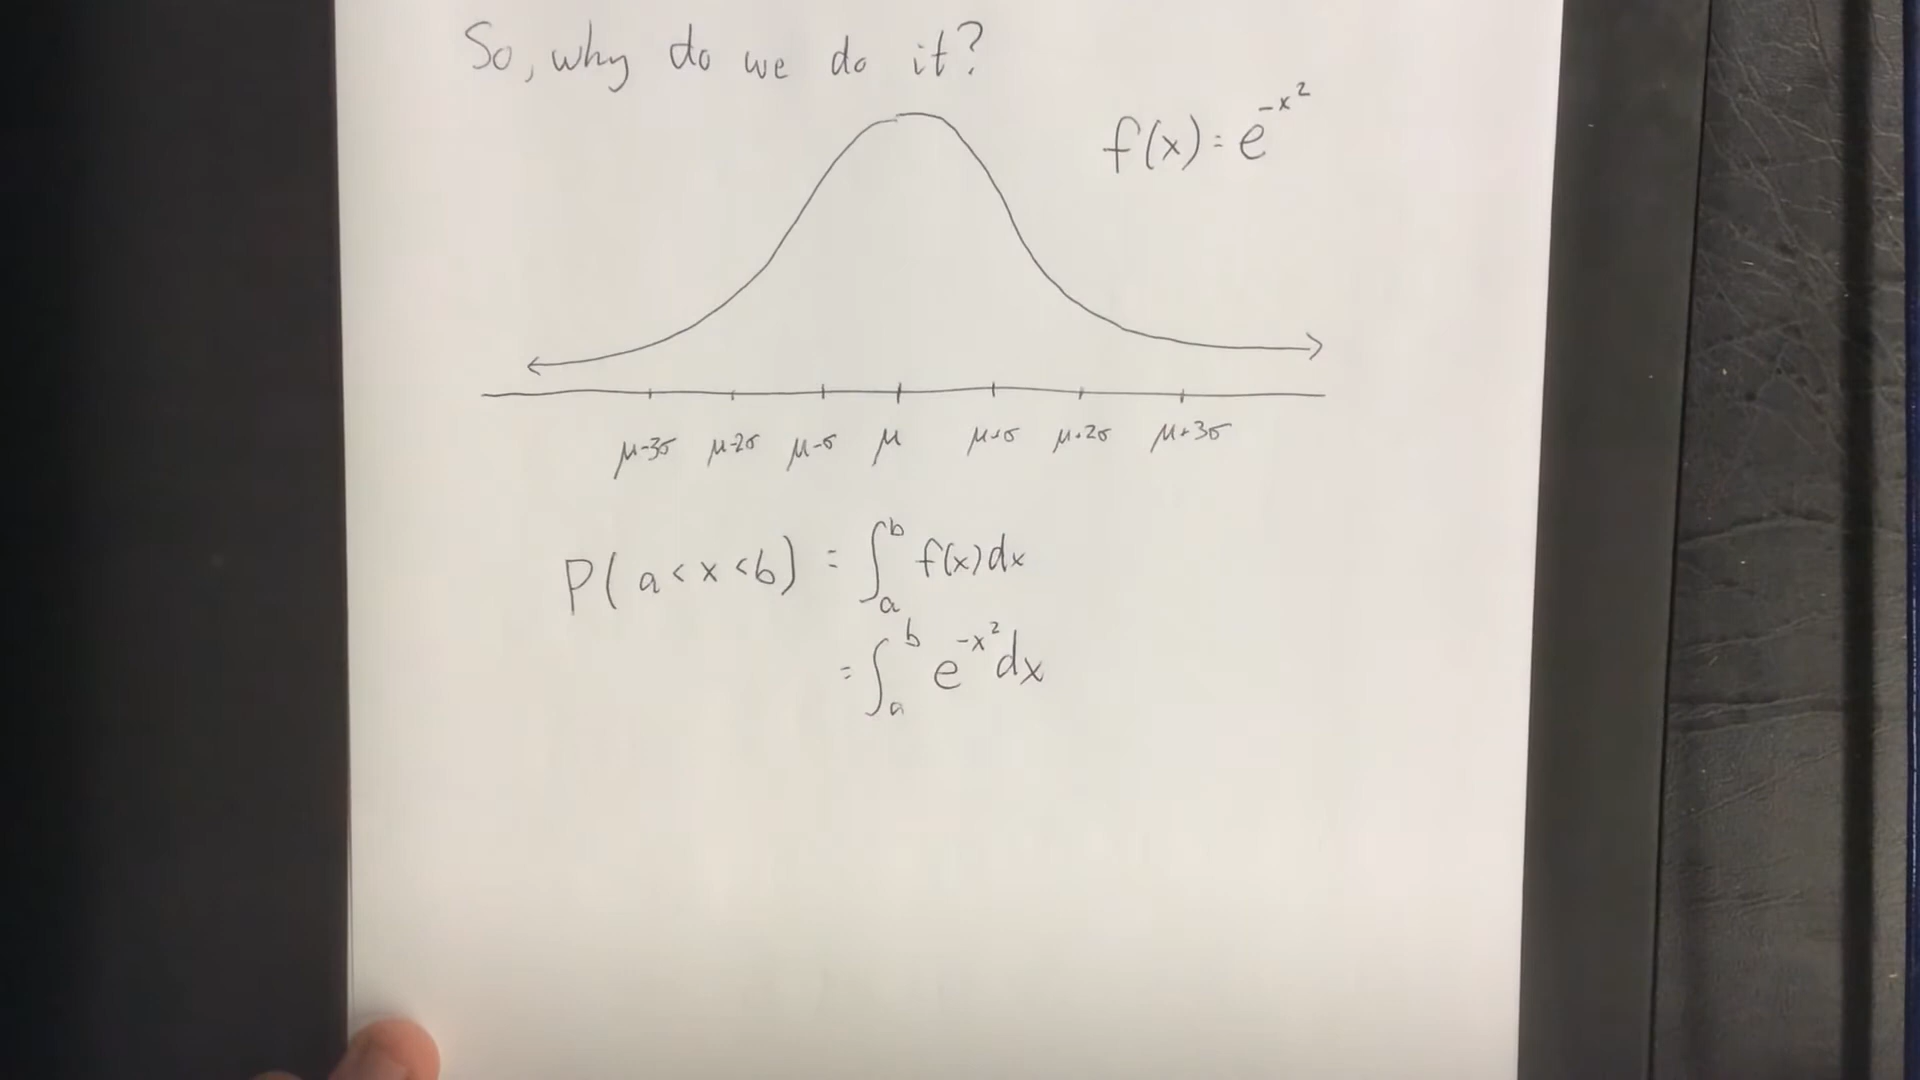 So, why do we do it?
f(x) = e^{-x^2}
μ-3σ μ-2σ μ-σ μ μ+σ μ+2σ μ+3σ
P(a<x<b) = ∫_a^b f(x)dx
= ∫_a^b e^{-x^2}dx